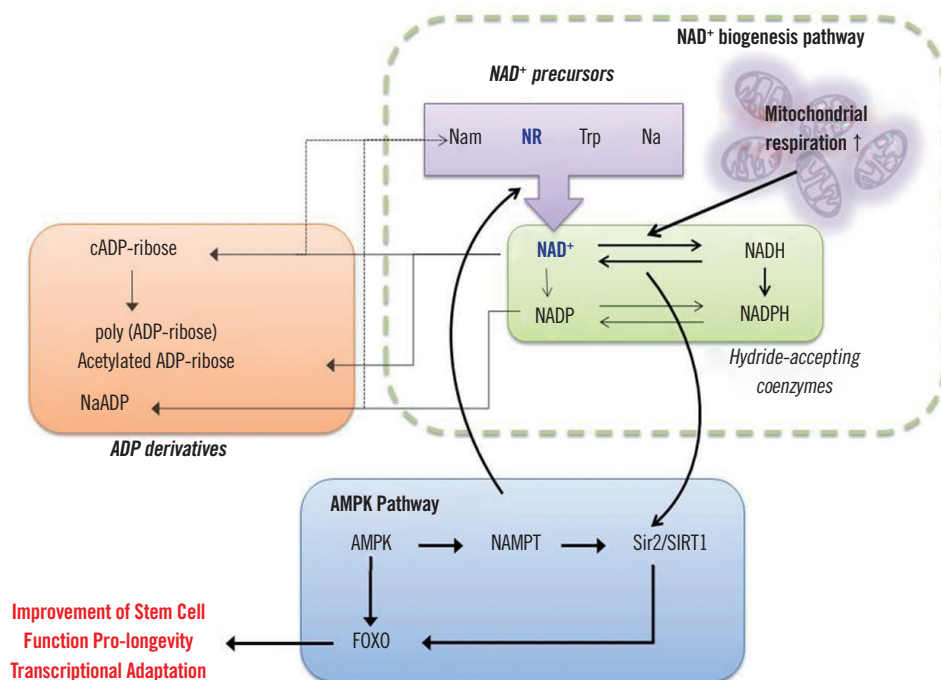 NAD⁺ biogenesis pathway
NAD⁺ precursors
Nam NR Trp Na
Mitochondrial
respiration ↑
cADP-ribose
poly (ADP-ribose)
Acetylated ADP-ribose
NaADP
ADP derivatives
NAD⁺ NADH
NADP NADPH
Hydride-accepting
coenzymes
AMPK Pathway
AMPK NAMPT Sir2/SIRT1
FOXO
Improvement of Stem Cell
Function Pro-longevity
Transcriptional Adaptation